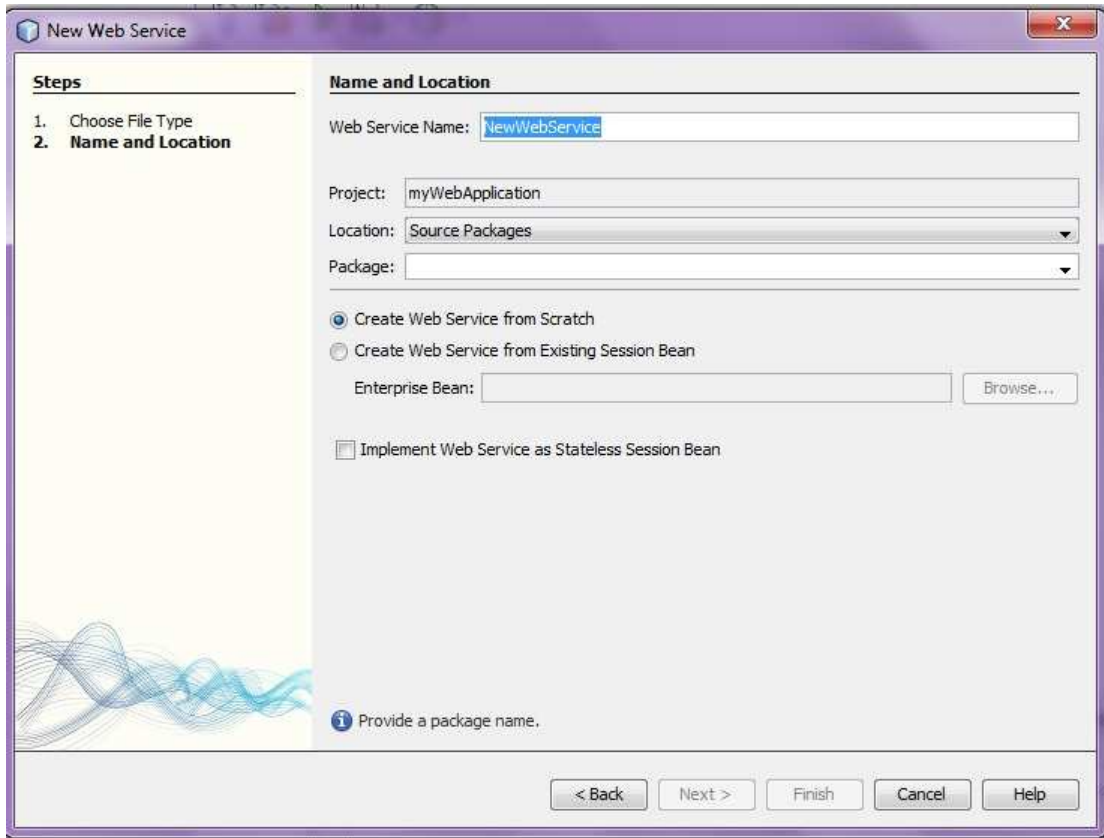 New Web Service
Steps
1. Choose File Type
2. Name and Location
Name and Location
Web Service Name: NewWebService
Project: myWebApplication
Location: Source Packages
Package:
Create Web Service from Scratch
Create Web Service from Existing Session Bean
Enterprise Bean: Browse...
Implement Web Service as Stateless Session Bean
Provide a package name.
< Back Next > Finish Cancel Help